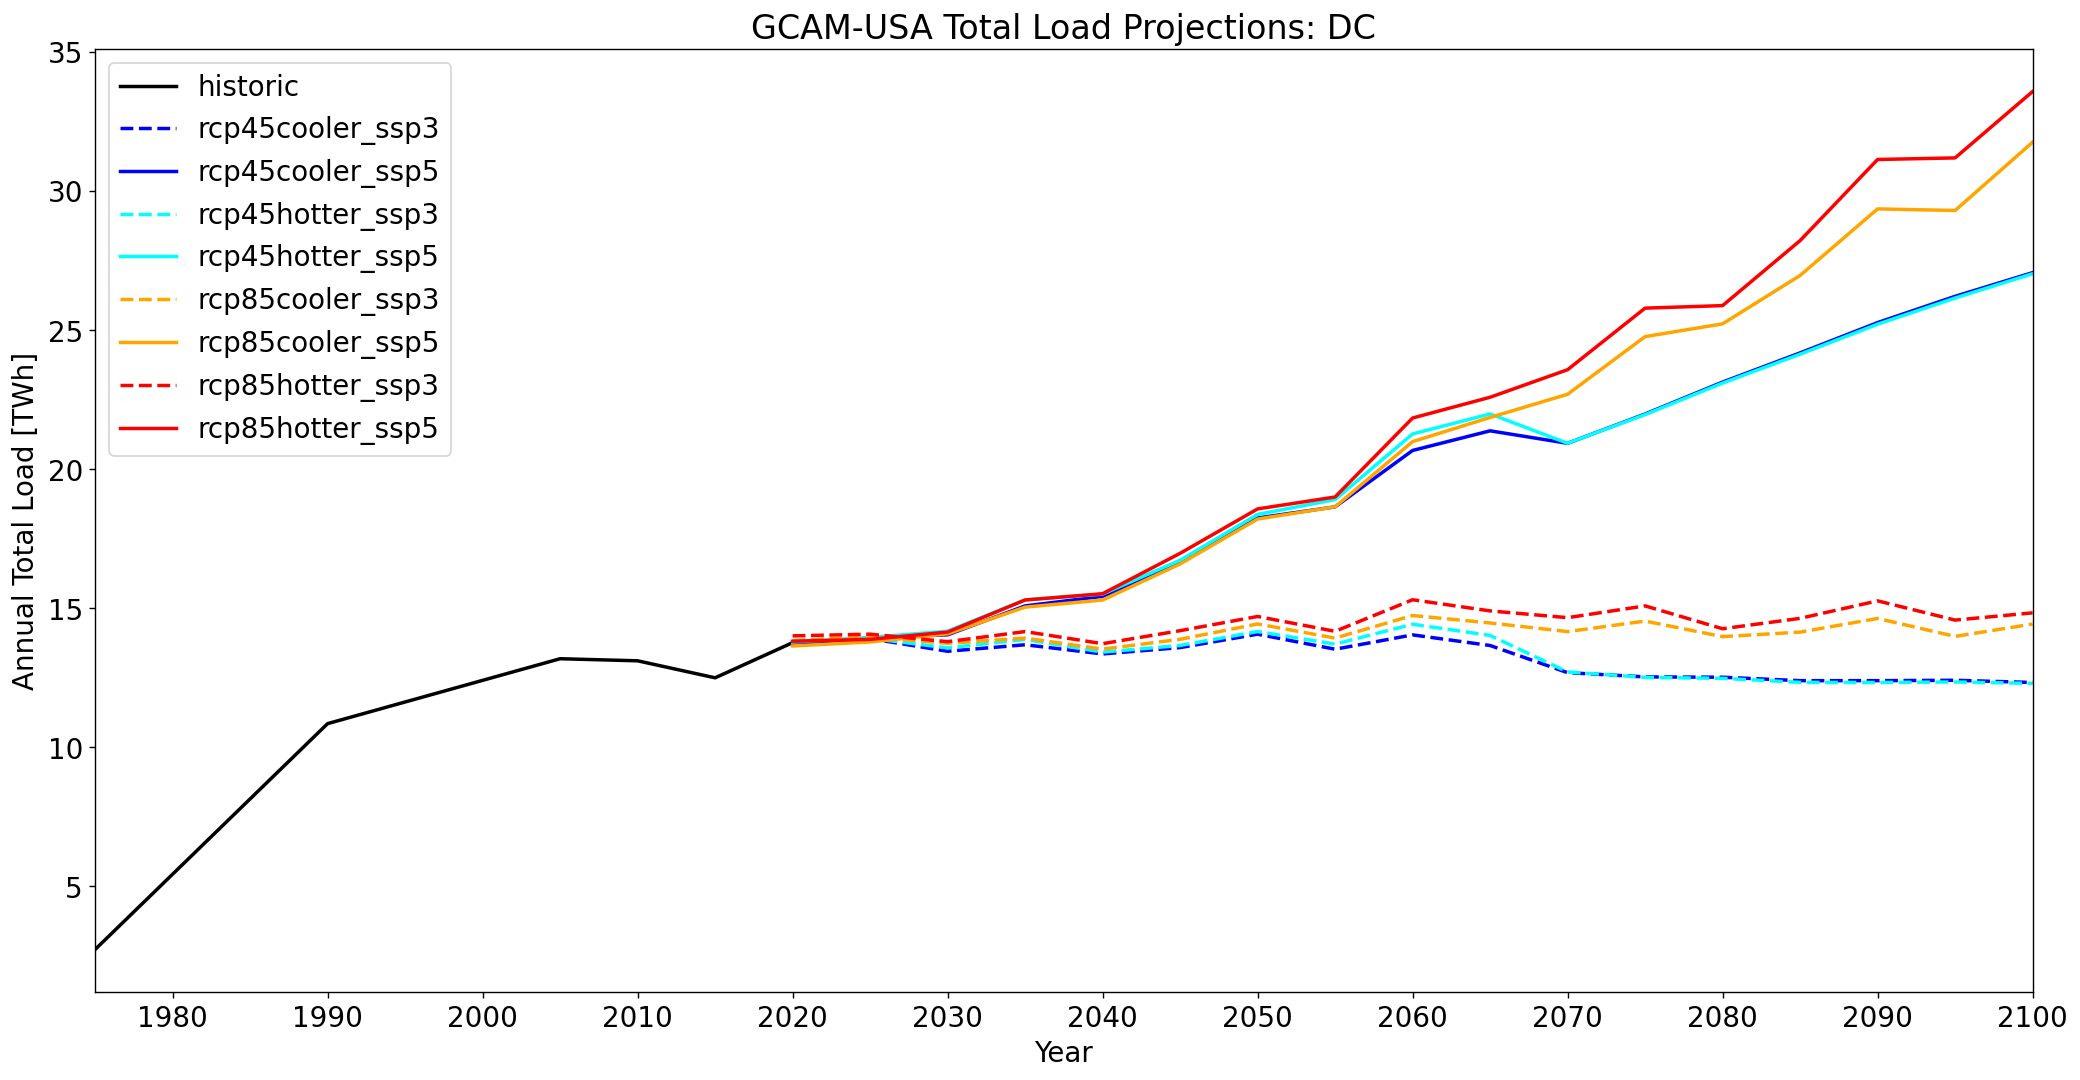 GCAM-USA Total Load Projections: DC
35
30
25
20
15
10
5
Annual Total Load [TWh]
historic
rcp45cooler_ssp3
rcp45cooler_ssp5
rcp45hotter_ssp3
rcp45hotter_ssp5
rcp85cooler_ssp3
rcp85cooler_ssp5
rcp85hotter_ssp3
rcp85hotter_ssp5
1980 1990 2000 2010 2020 2030 2040 2050 2060 2070 2080 2090 2100
Year